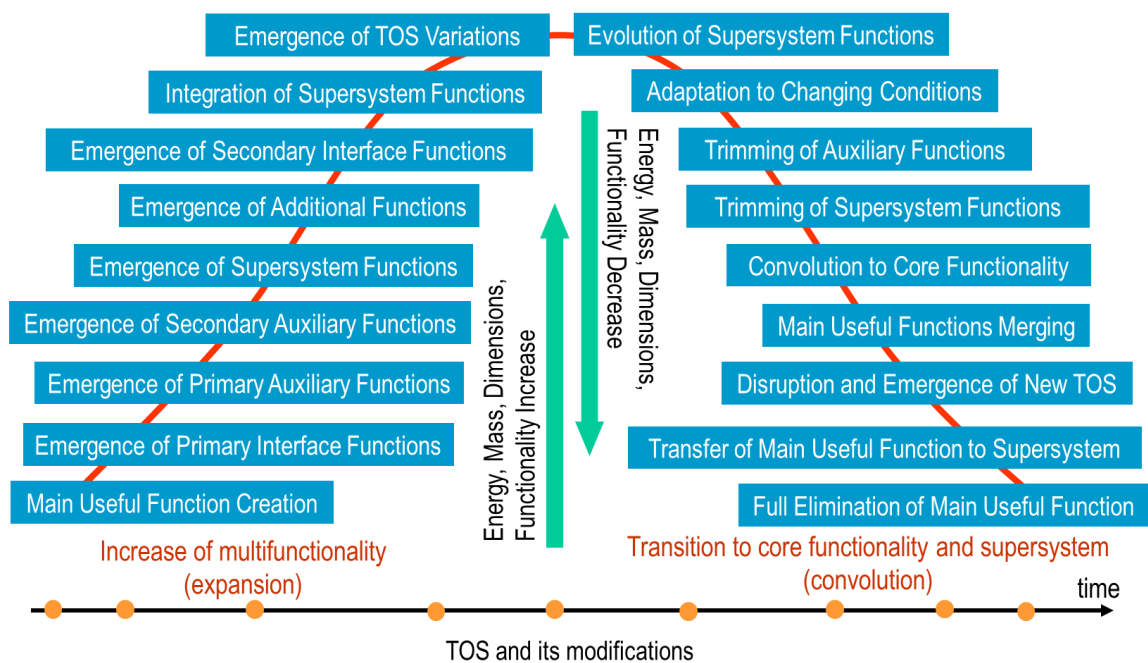 Emergence of TOS Variations
Integration of Supersystem Functions
Emergence of Secondary Interface Functions
Emergence of Additional Functions
Emergence of Supersystem Functions
Emergence of Secondary Auxiliary Functions
Emergence of Primary Auxiliary Functions
Emergence of Primary Interface Functions
Main Useful Function Creation
Energy, Mass, Dimensions,
Functionality Increase
Energy, Mass, Dimensions,
Functionality Decrease
Evolution of Supersystem Functions
Adaptation to Changing Conditions
Trimming of Auxiliary Functions
Trimming of Supersystem Functions
Convolution to Core Functionality
Main Useful Functions Merging
Disruption and Emergence of New TOS
Transfer of Main Useful Function to Supersystem
Full Elimination of Main Useful Function
Increase of multifunctionality
(expansion)
Transition to core functionality and supersystem
(convolution)
time
TOS and its modifications